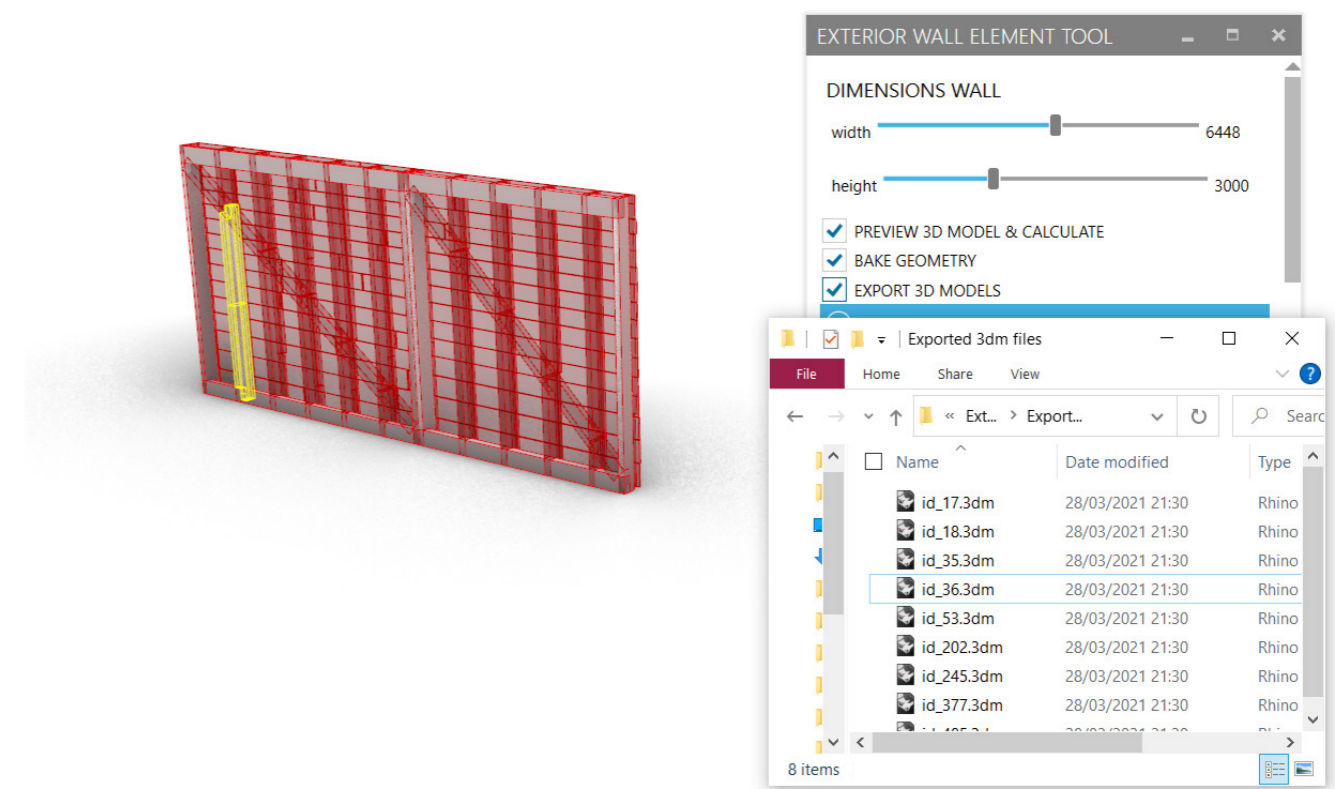 EXTERIOR WALL ELEMENT TOOL
DIMENSIONS WALL
width 6448
height 3000
PREVIEW 3D MODEL & CALCULATE
BAKE GEOMETRY
EXPORT 3D MODELS
Exported 3dm files
File Home Share View
« Ext... > Export... Searc
Name Date modified Type
id_17.3dm 28/03/2021 21:30 Rhino
id_18.3dm 28/03/2021 21:30 Rhino
id_35.3dm 28/03/2021 21:30 Rhino
id_36.3dm 28/03/2021 21:30 Rhino
id_53.3dm 28/03/2021 21:30 Rhino
id_202.3dm 28/03/2021 21:30 Rhino
id_245.3dm 28/03/2021 21:30 Rhino
id_377.3dm 28/03/2021 21:30 Rhino
8 items